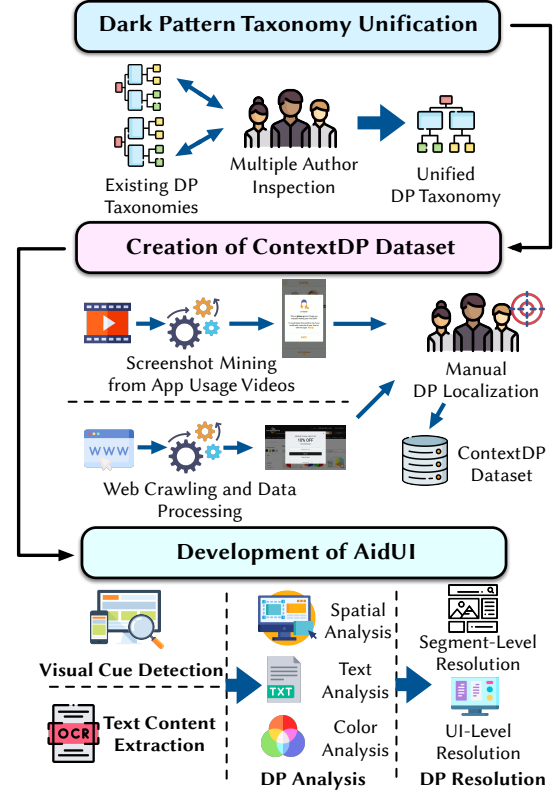 Dark Pattern Taxonomy Unification
Existing DP
Taxonomies
Multiple Author
Inspection
Unified
DP Taxonomy
Creation of ContextDP Dataset
Screenshot Mining
from App Usage Videos
Manual
DP Localization
WWW
Web Crawling and Data
Processing
10% OFF
ContextDP
Dataset
Development of AidUI
Visual Cue Detection
OCR
Text Content
Extraction
Spatial
Analysis
TXT
Text
Analysis
Color
Analysis
DP Analysis
Segment-Level
Resolution
UI-Level
Resolution
DP Resolution